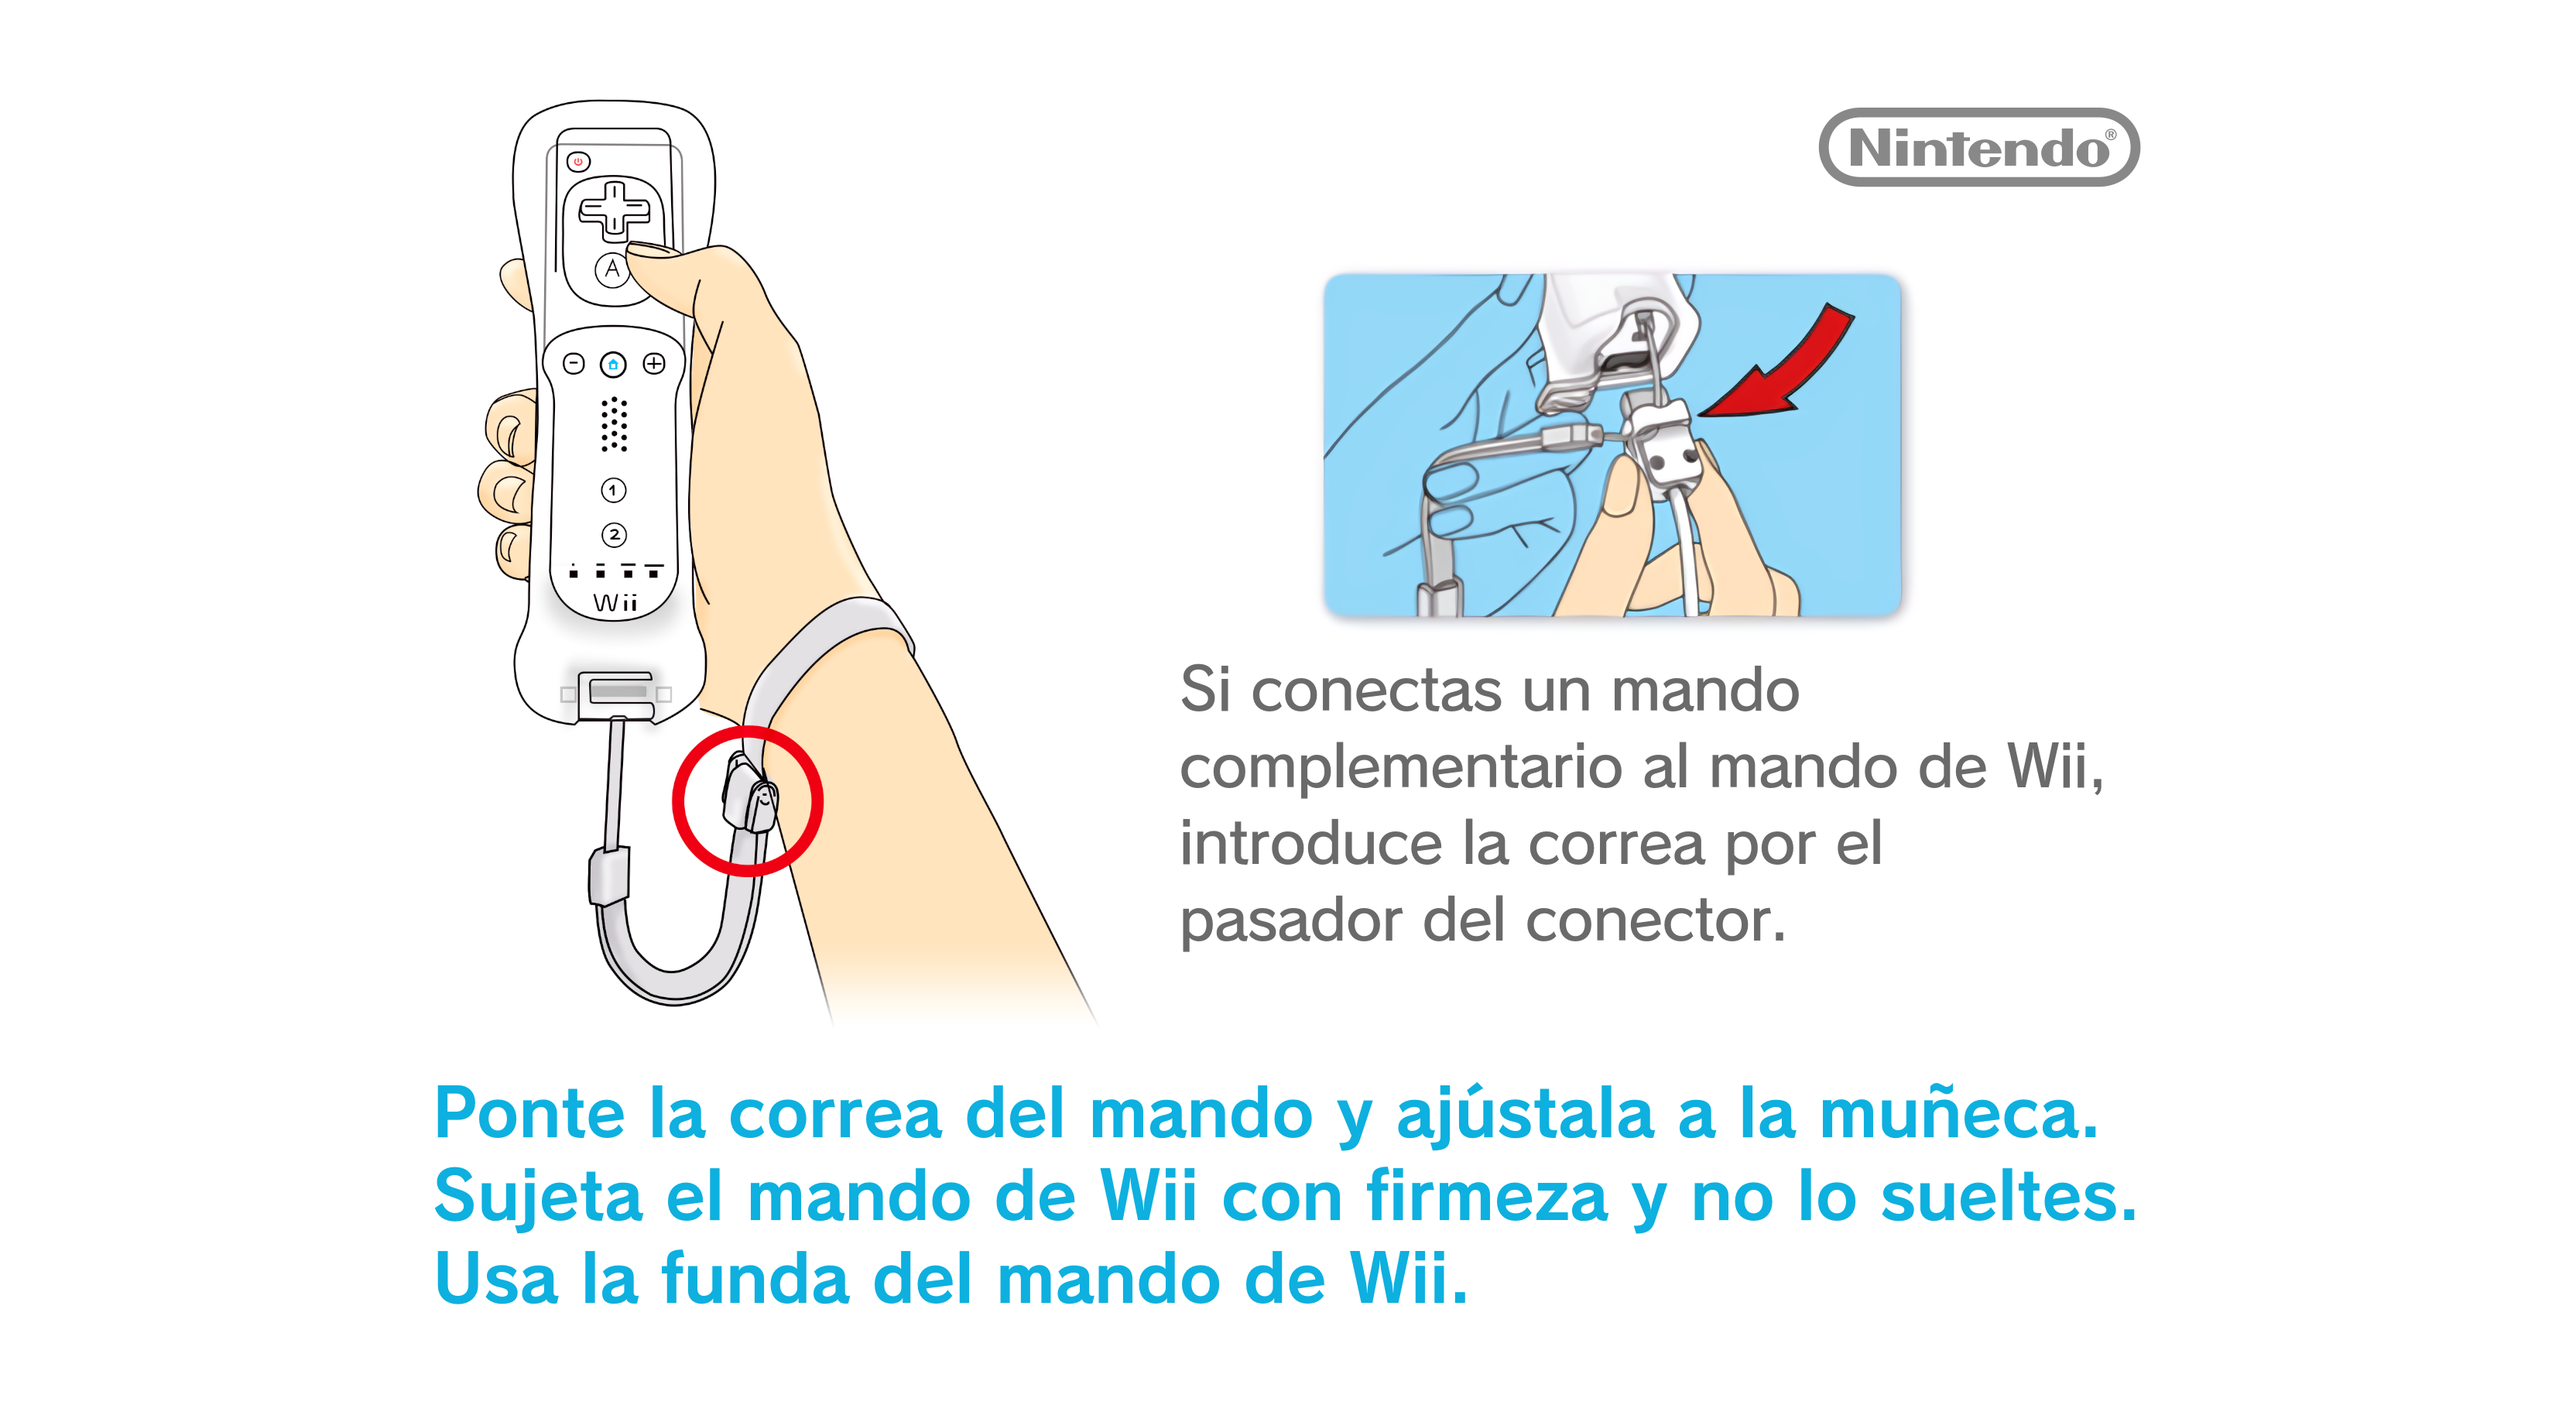 Nintendo®
A
1
2
Wii
Si conectas un mando
complementario al mando de Wii,
introduce la correa por el
pasador del conector.
Ponte la correa del mando y ajústala a la muñeca.
Sujeta el mando de Wii con firmeza y no lo sueltes.
Usa la funda del mando de Wii.